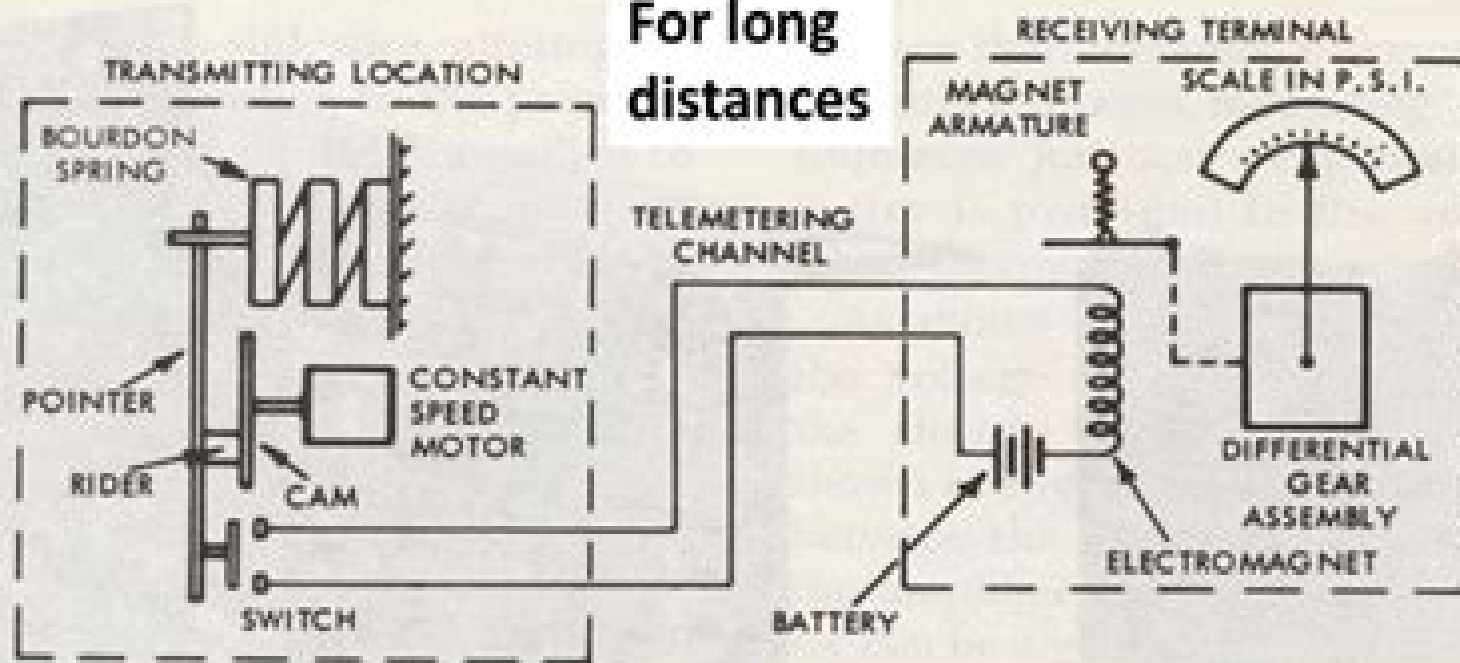 For long
distances
TRANSMITTING LOCATION
BOURDON
SPRING
POINTER
RIDER
CAM
CONSTANT
SPEED
MOTOR
SWITCH
TELEMETERING
CHANNEL
BATTERY
RECEIVING TERMINAL
MAGNET
ARMATURE
SCALE IN P.S.I.
DIFFERENTIAL
GEAR
ASSEMBLY
ELECTROMAGNET